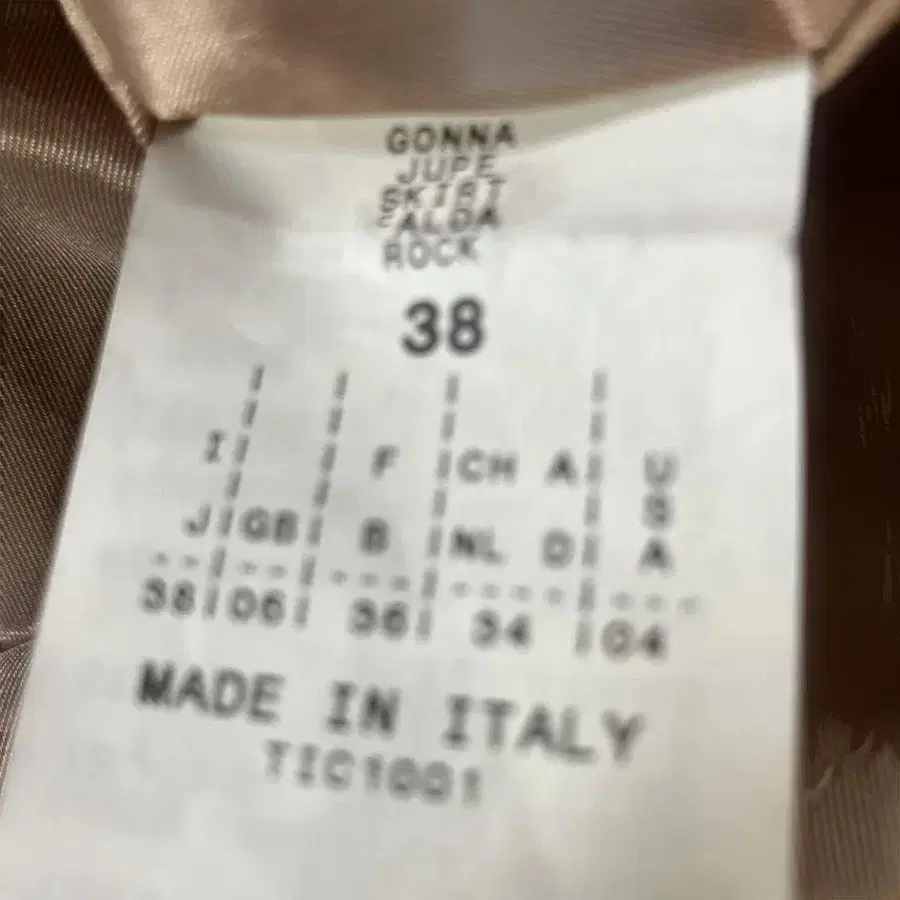 GONNA
JUPE
SKIRT
FALDA
ROCK
38
I F CH A U
S
J GB B NL D A
38 06 36 34 04
MADE IN ITALY
TIC1001